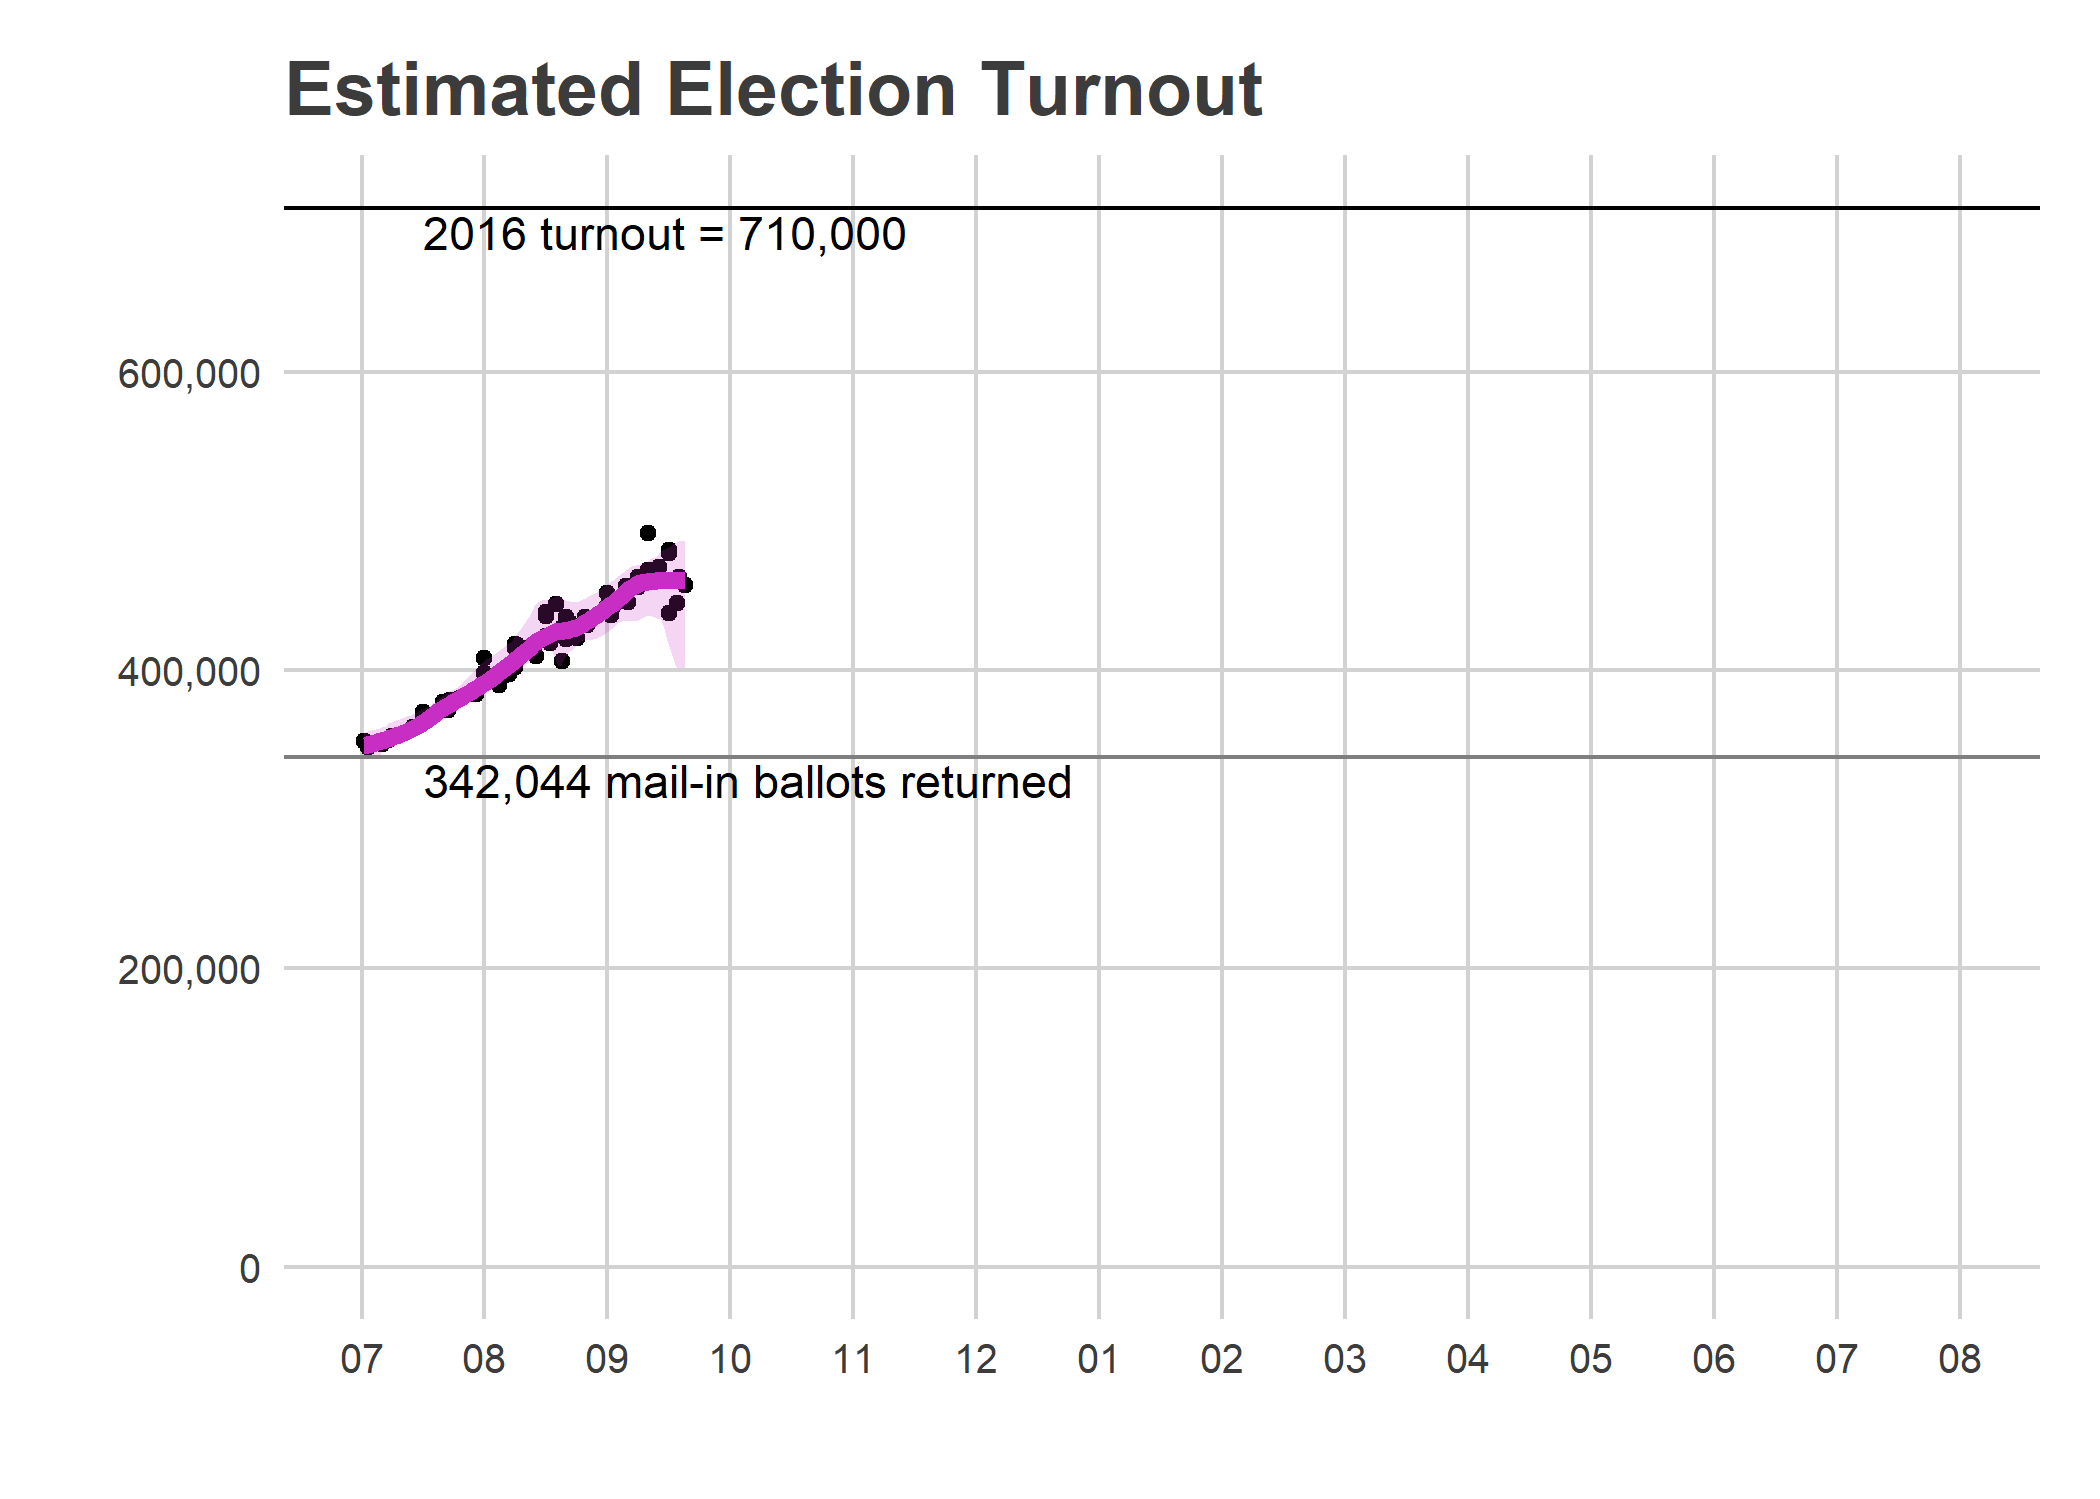 Estimated Election Turnout
2016 turnout = 710,000
600,000
400,000
342,044 mail-in ballots returned
200,000
0
07 08 09 10 11 12 01 02 03 04 05 06 07 08